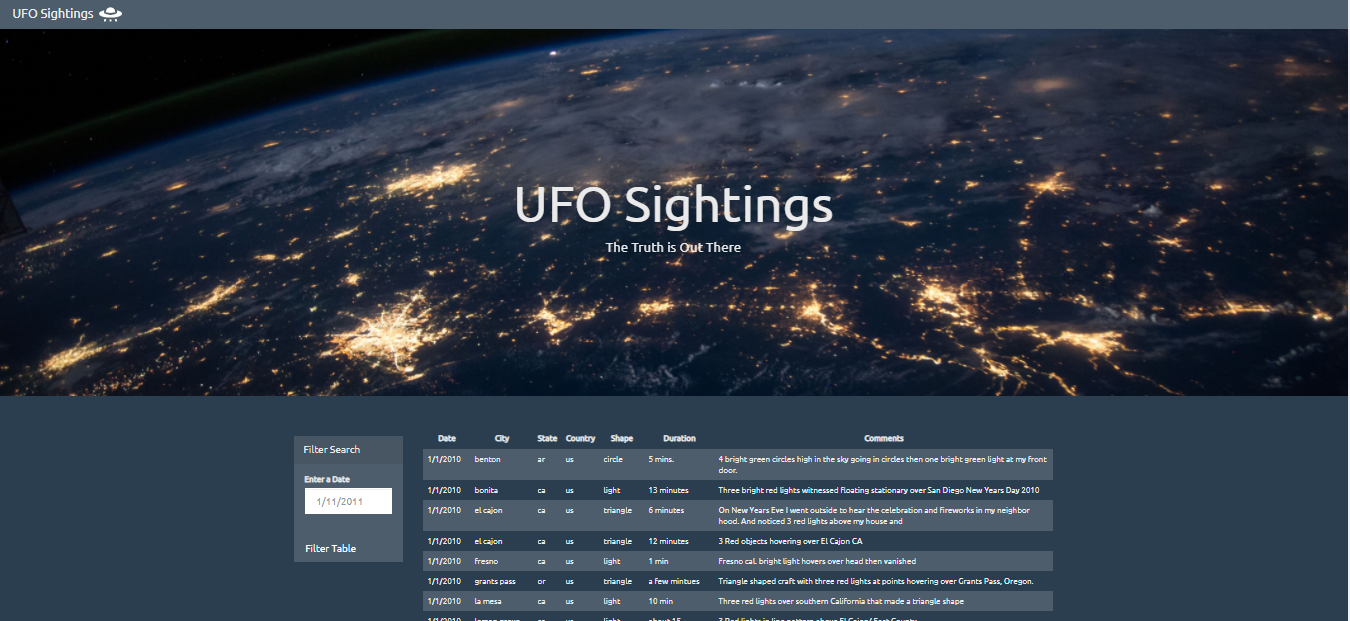 UFO Sightings
UFO Sightings
The Truth is Out There
Filter Search
Enter a Date
1/11/2011
Filter Table
Date City State Country Shape Duration Comments
1/1/2010 benton ar us circle 5 mins. 4 bright green circles high in the sky going in circles then one bright green light at my front
door.
1/1/2010 bonita ca us light 13 minutes Three bright red lights witnessed floating stationary over San Diego New Years Day 2010
1/1/2010 el cajon ca us triangle 6 minutes On New Years Eve I went outside to hear the celebration and fireworks in my neighbor
hood. And noticed 3 red lights above my house and
1/1/2010 el cajon ca us triangle 12 minutes 3 Red objects hovering over El Cajon CA
1/1/2010 fresno ca us light 1 min Fresno cal. bright light hovers over head then vanished
1/1/2010 grants pass or us triangle a few mintues Triangle shaped craft with three red lights at points hovering over Grants Pass, Oregon.
1/1/2010 la mesa ca us light 10 min Three red lights over southern California that made a triangle shape